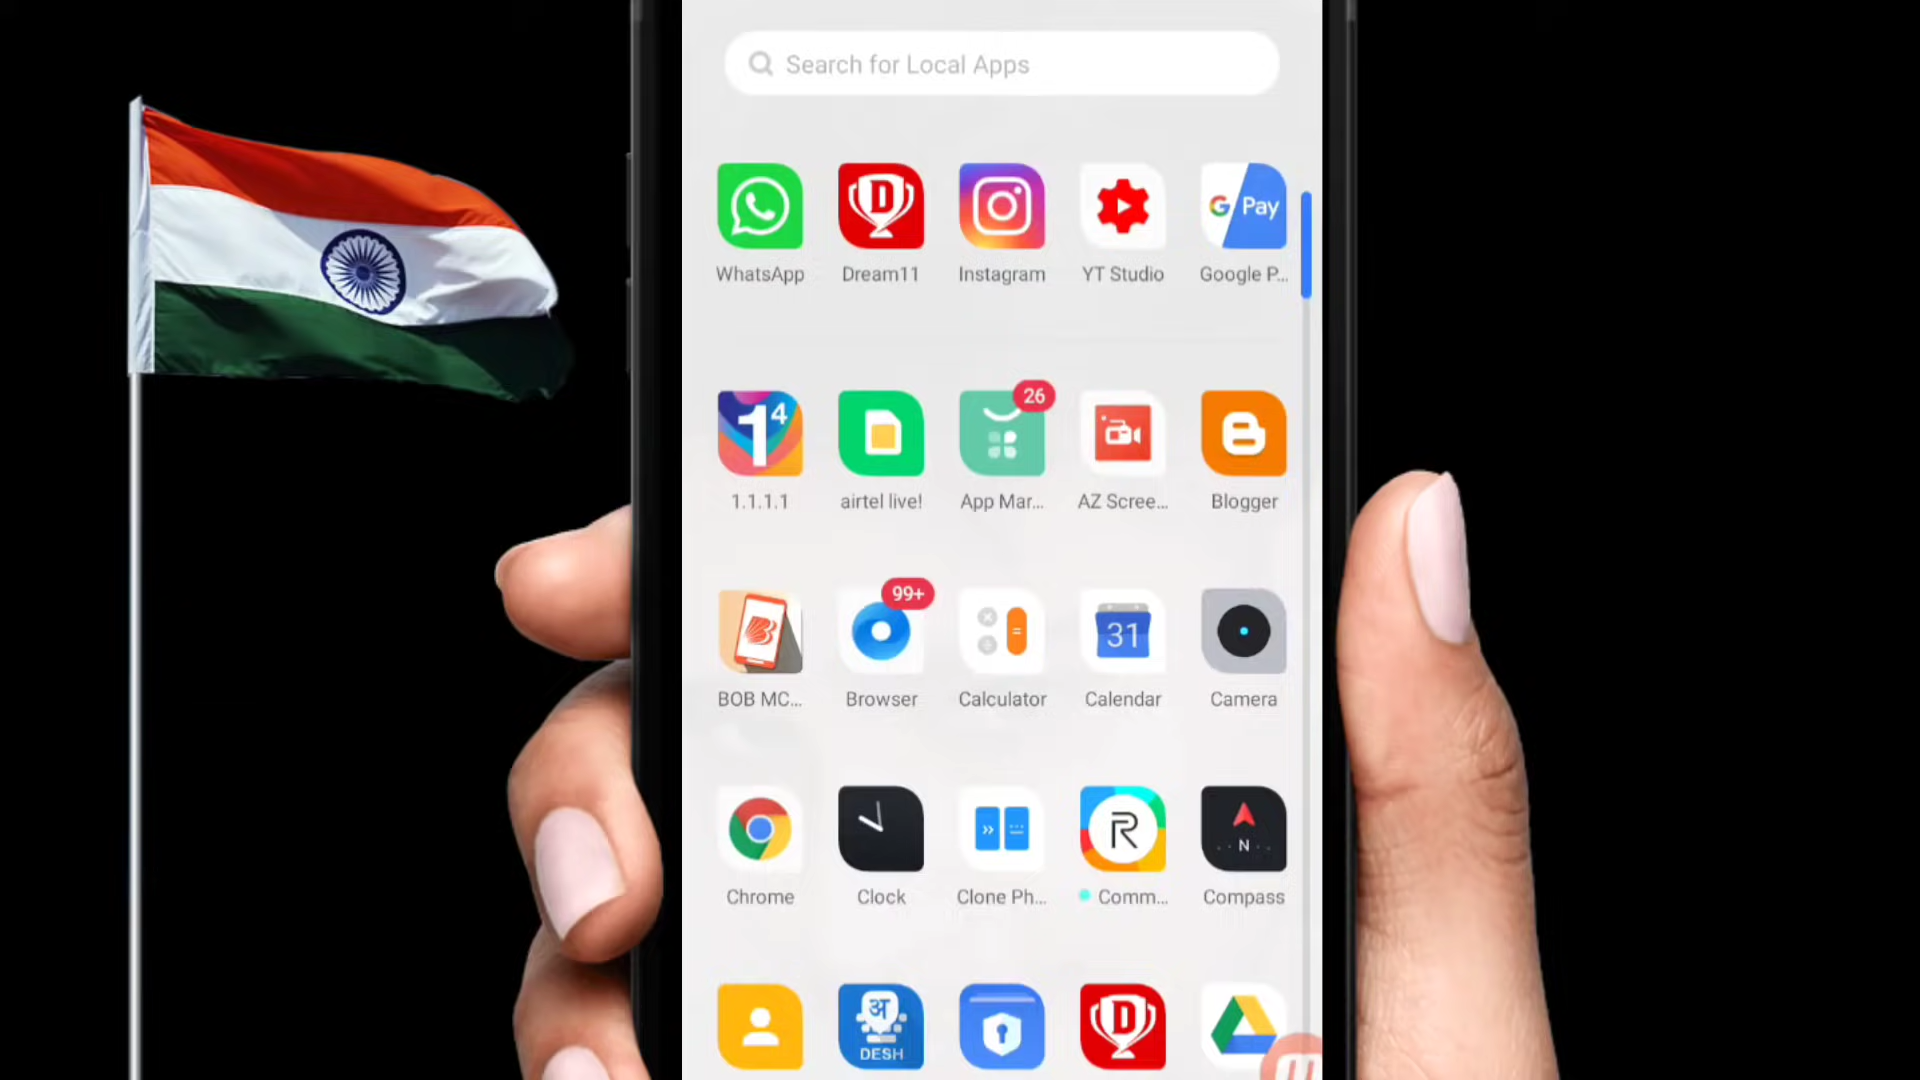 Search for Local Apps
D
G Pay
WhatsApp
Dream11
Instagram
YT Studio
Google P...
1⁴
26
1.1.1.1
airtel live!
App Mar...
AZ Scree...
Blogger
99+
31
BOB MC...
Browser
Calculator
Calendar
Camera
R
N
Chrome
Clock
Clone Ph...
Comm...
Compass
अ
DESH
D